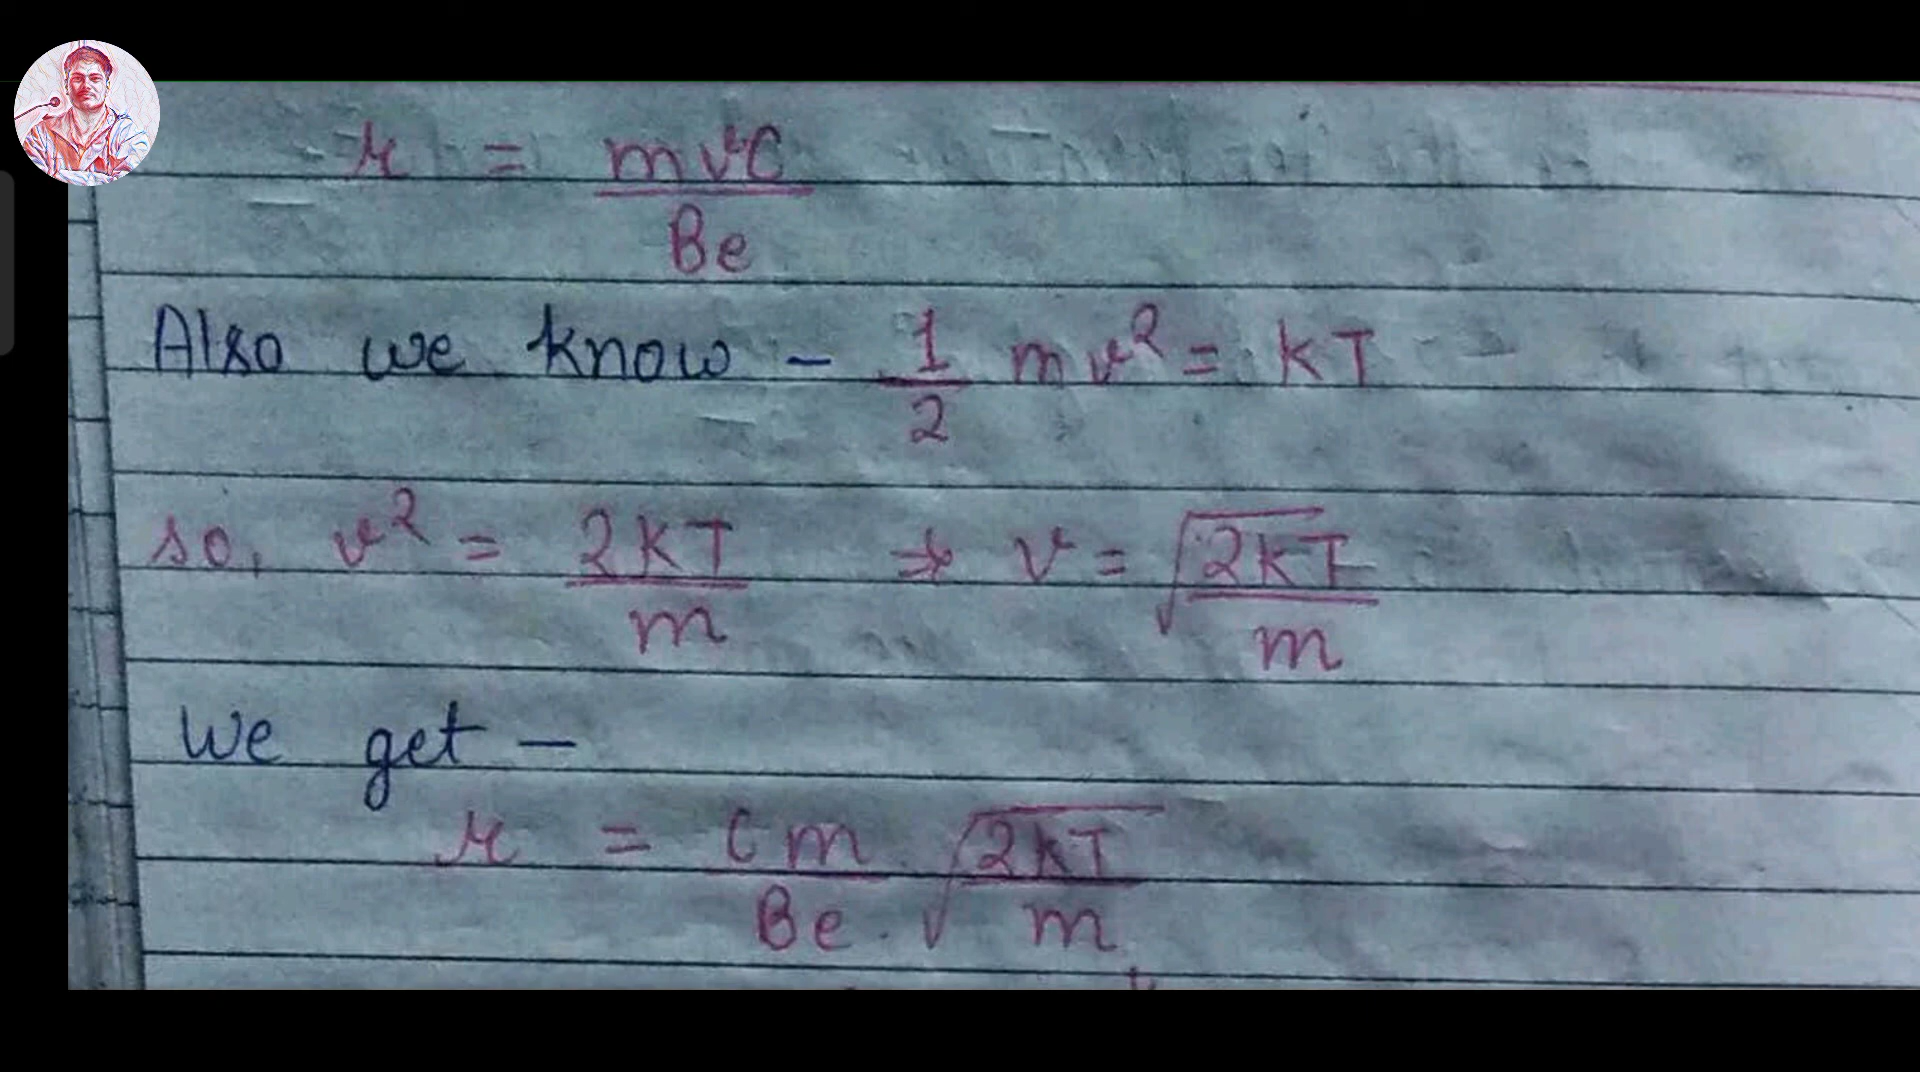 r = mvC / Be
Also we know - 1/2 mv² = kT
so, v² = 2kT / m ⇒ v = √(2kT / m)
We get -
r = Cm / Be √(2kT / m)